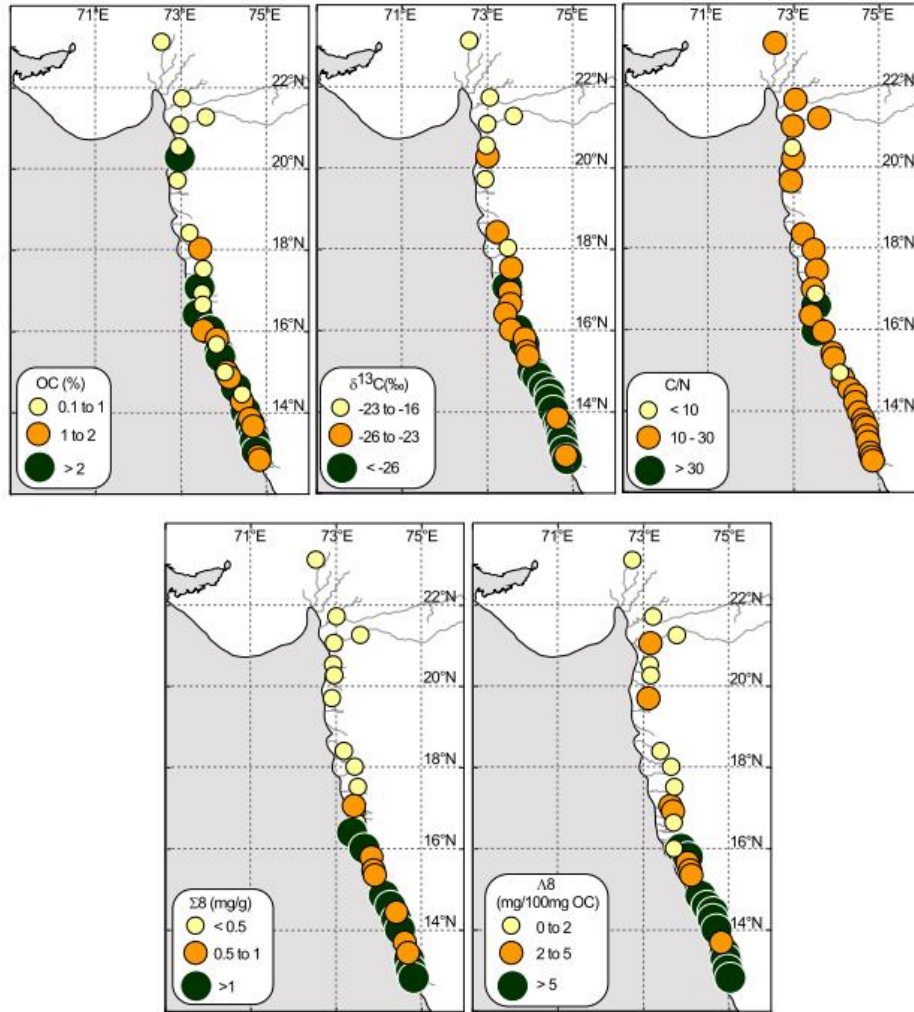 71°E 73°E 75°E
22°N
20°N
18°N
16°N
14°N
OC (%)
0.1 to 1
1 to 2
> 2
71°E 73°E 75°E
22°N
20°N
18°N
16°N
14°N
δ13C(‰)
-23 to -16
-26 to -23
< -26
71°E 73°E 75°E
22°N
20°N
18°N
16°N
14°N
C/N
< 10
10 - 30
> 30
71°E 73°E 75°E
22°N
20°N
18°N
16°N
14°N
Σ8 (mg/g)
< 0.5
0.5 to 1
>1
71°E 73°E 75°E
22°N
20°N
18°N
16°N
14°N
Λ8
(mg/100mg OC)
0 to 2
2 to 5
> 5